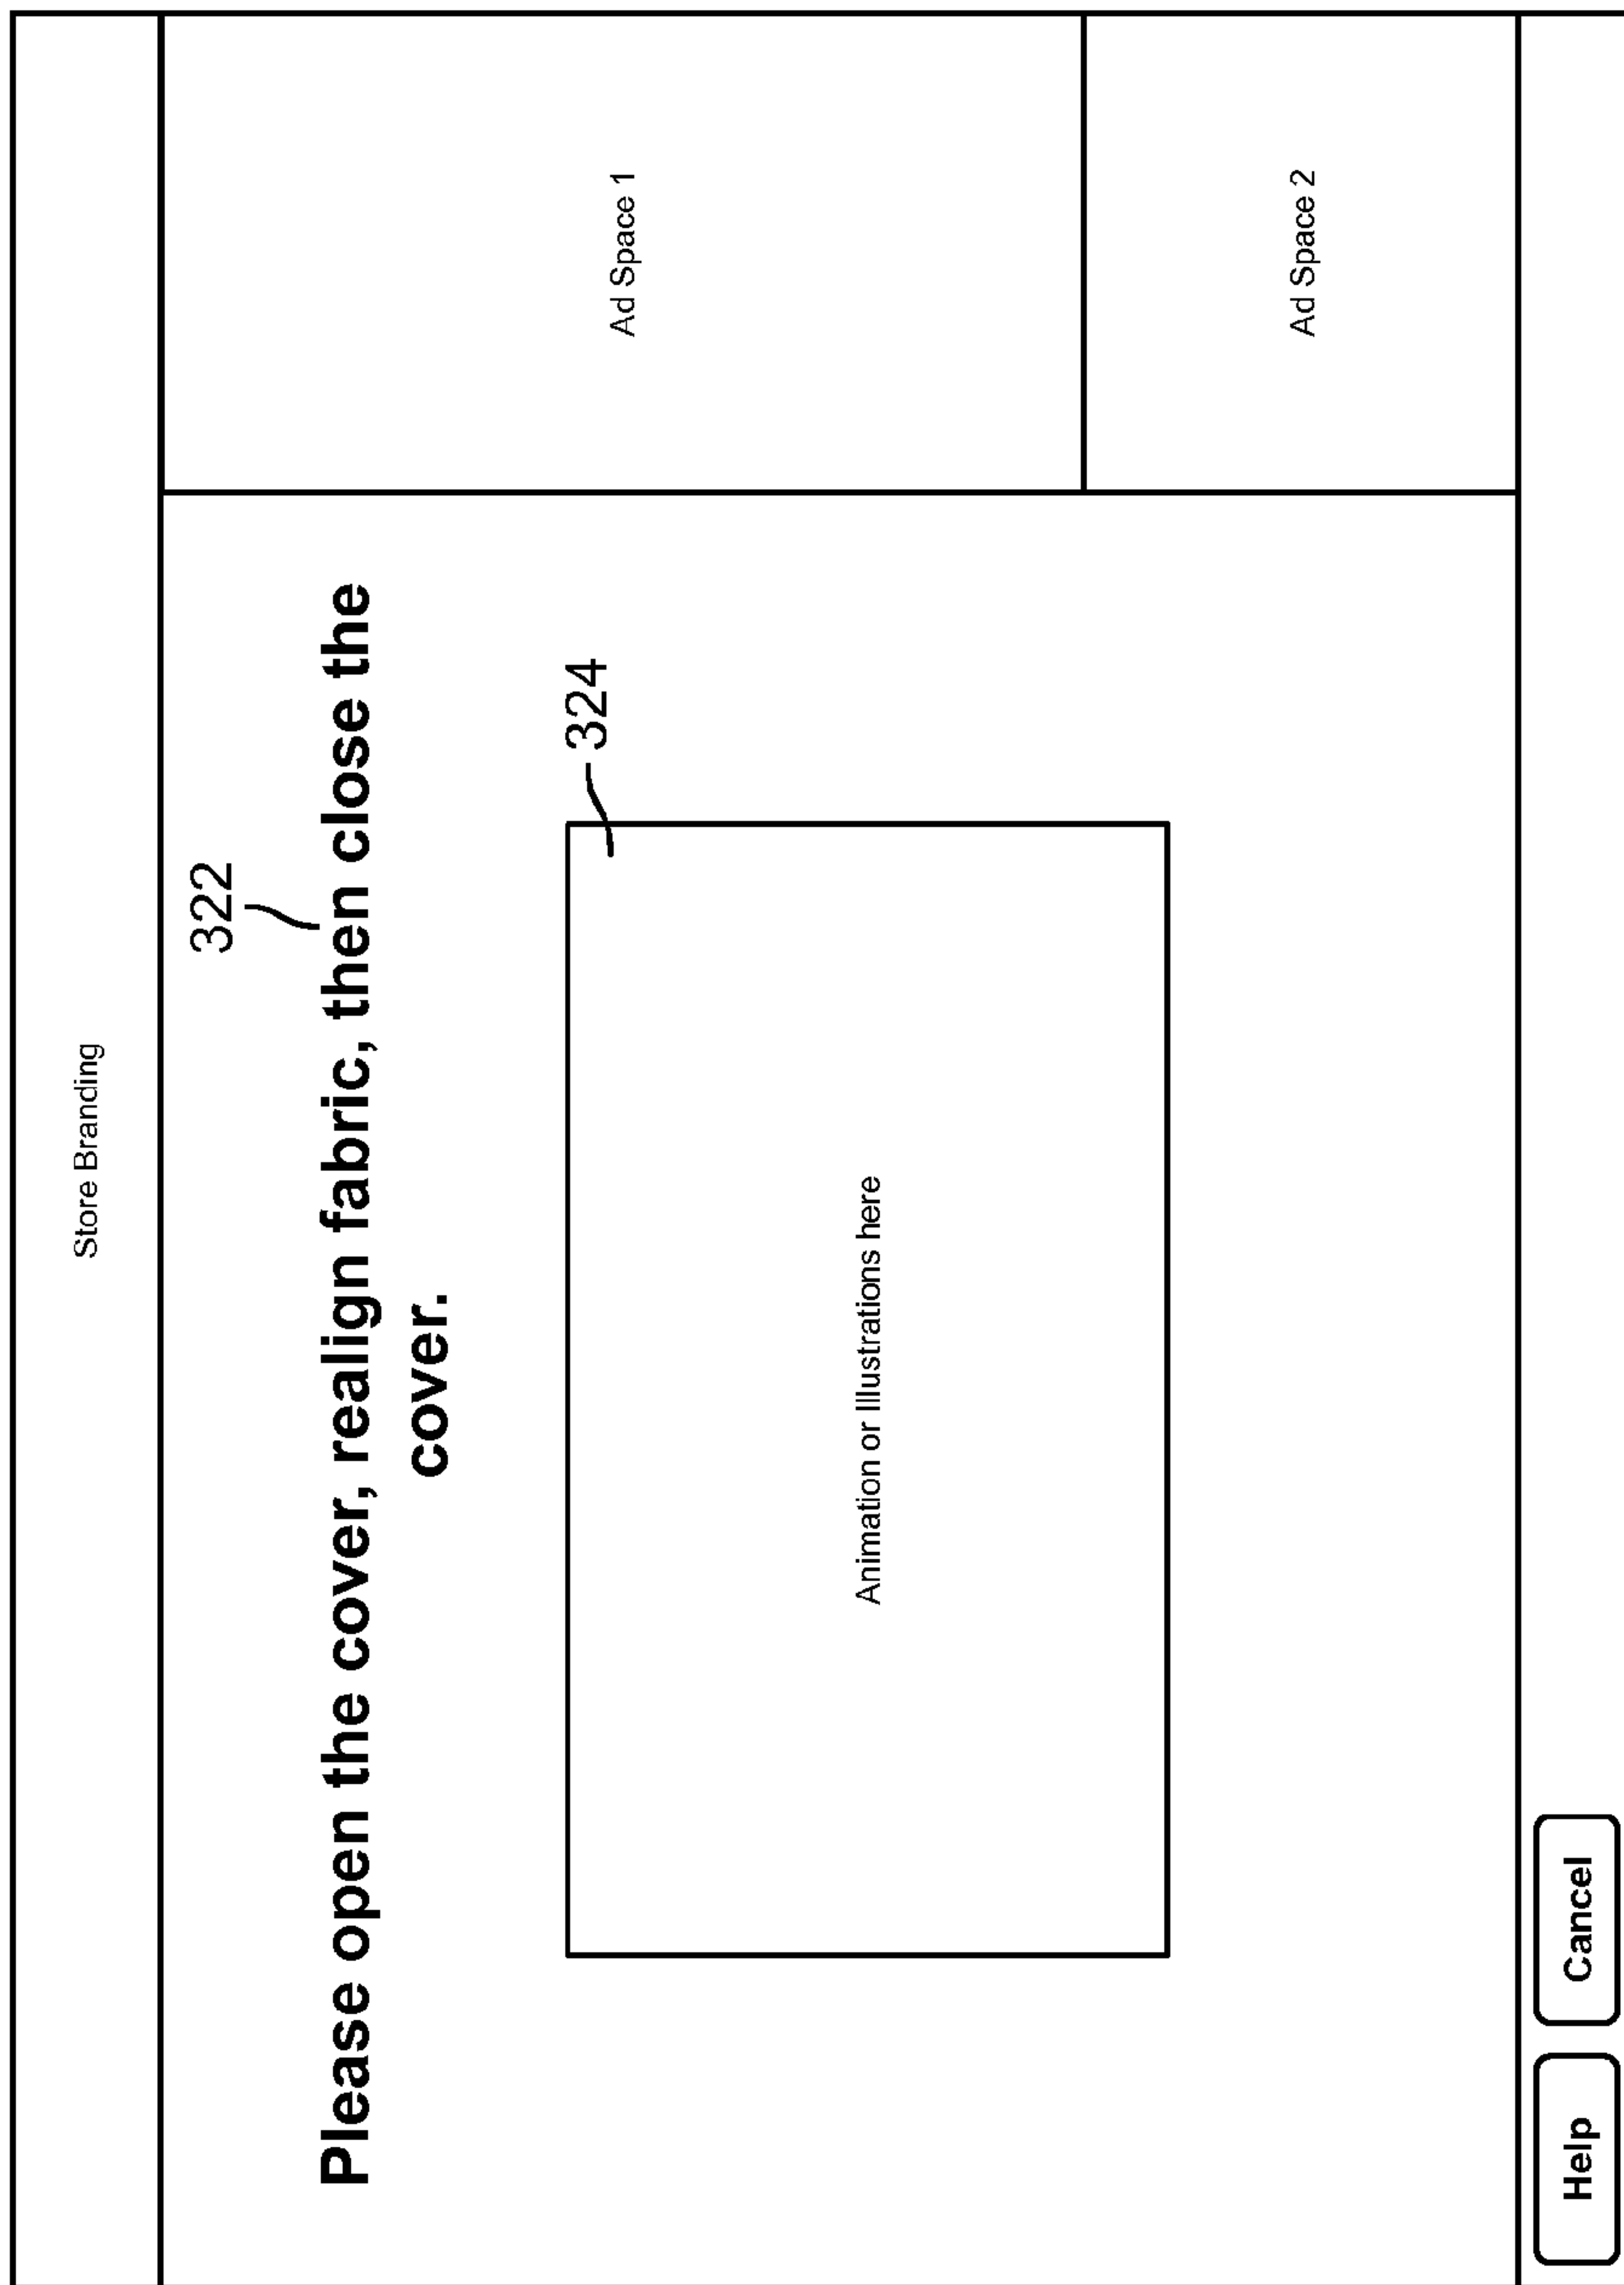 Store Branding
322
Please open the cover, realign fabric, then close the
cover.
324
Animation or Illustrations here
Ad Space 1
Ad Space 2
Help
Cancel